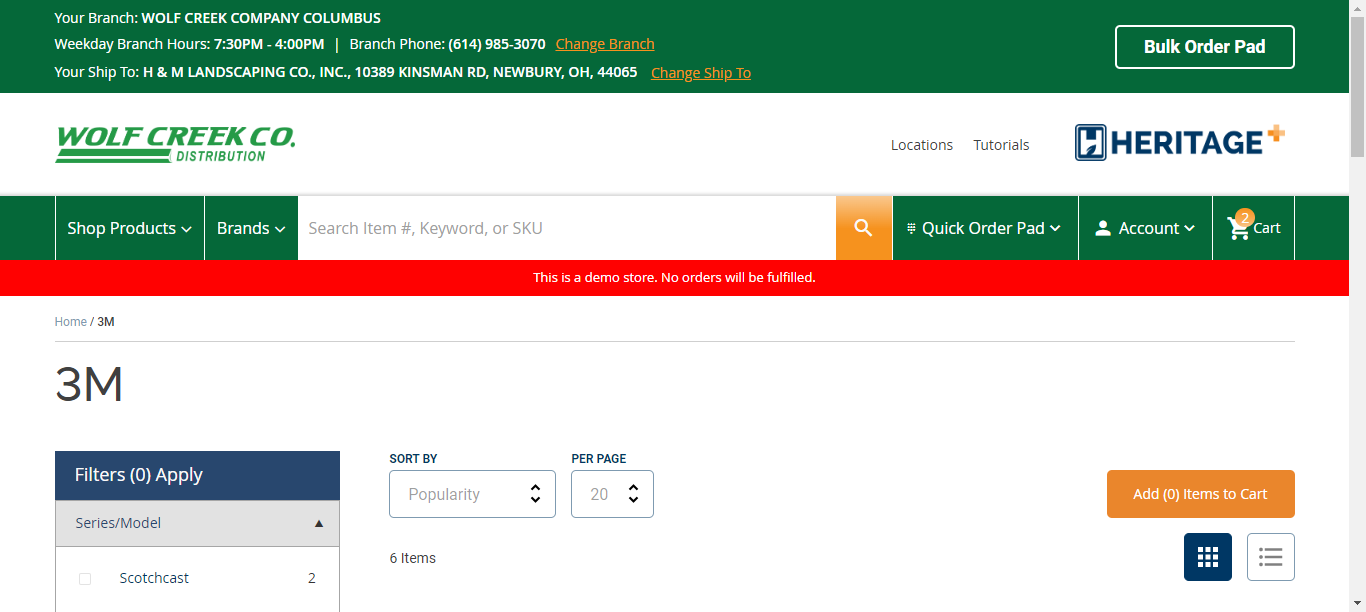 Your Branch: WOLF CREEK COMPANY COLUMBUS
Weekday Branch Hours: 7:30PM - 4:00PM | Branch Phone: (614) 985-3070 Change Branch
Your Ship To: H & M LANDSCAPING CO., INC., 10389 KINSMAN RD, NEWBURY, OH, 44065 Change Ship To
Bulk Order Pad
WOLF CREEK CO.
DISTRIBUTION
Locations Tutorials
HERITAGE+
Shop Products
Brands
Search Item #, Keyword, or SKU
Quick Order Pad
Account
2
Cart
This is a demo store. No orders will be fulfilled.
Home / 3M
3M
Filters (0) Apply
Series/Model
Scotchcast 2
SORT BY
Popularity
PER PAGE
20
6 Items
Add (0) Items to Cart